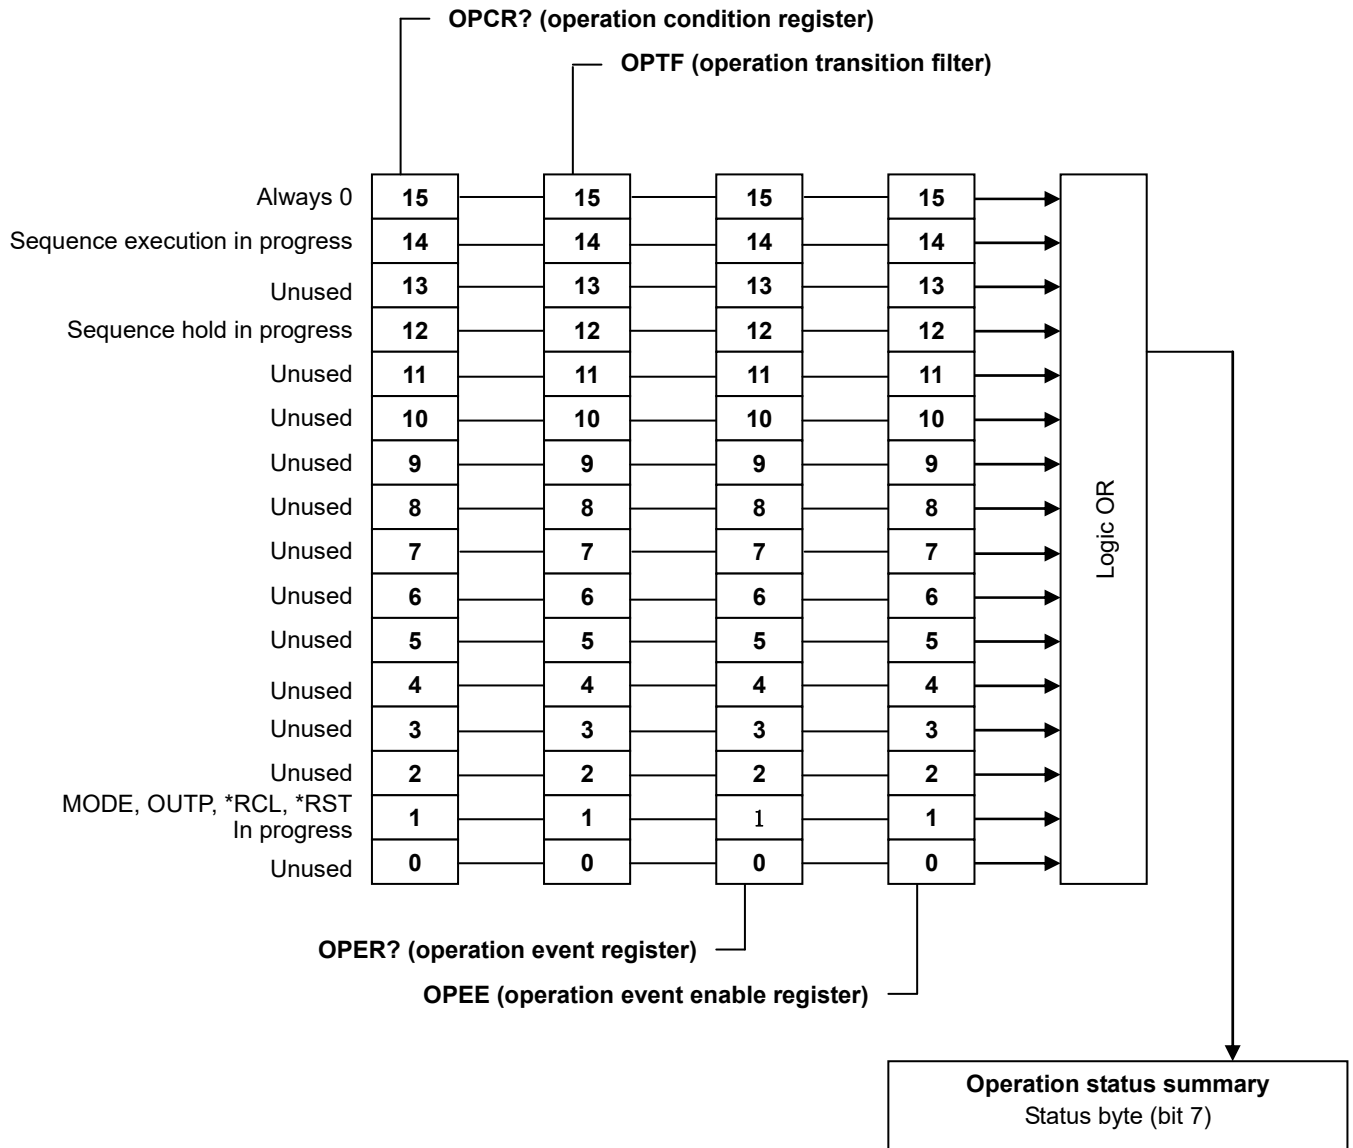 OPCR? (operation condition register)
OPTF (operation transition filter)
Always 0 15 15 15 15
Sequence execution in progress 14 14 14 14
Unused 13 13 13 13
Sequence hold in progress 12 12 12 12
Unused 11 11 11 11
Unused 10 10 10 10
Unused 9 9 9 9
Unused 8 8 8 8
Unused 7 7 7 7
Unused 6 6 6 6
Unused 5 5 5 5
Unused 4 4 4 4
Unused 3 3 3 3
Unused 2 2 2 2
MODE, OUTP, *RCL, *RST
In progress 1 1 1 1
Unused 0 0 0 0
Logic OR
OPER? (operation event register)
OPEE (operation event enable register)
Operation status summary
Status byte (bit 7)